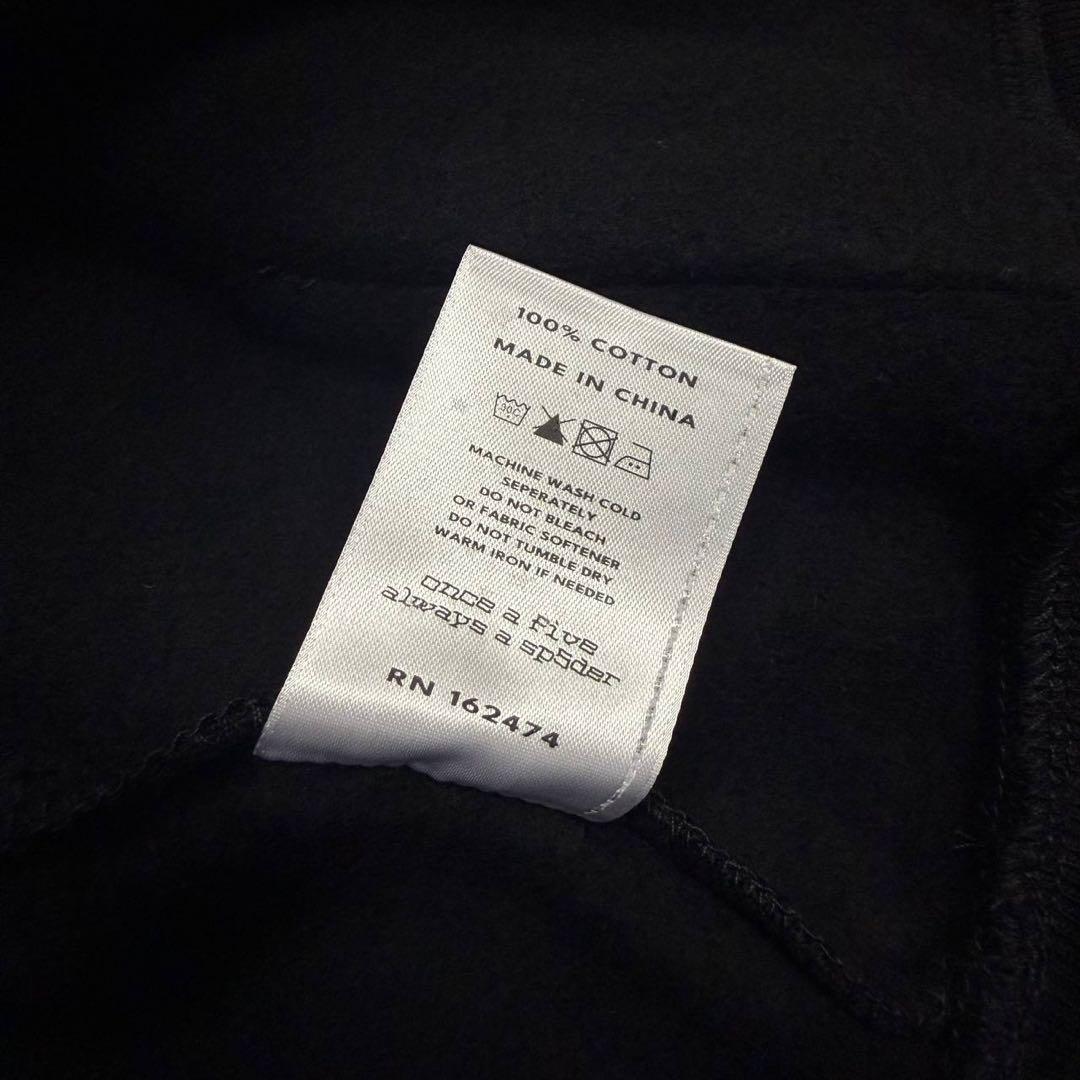 100% COTTON
MADE IN CHINA
30C
MACHINE WASH COLD
SEPERATELY
DO NOT BLEACH
OR FABRIC SOFTENER
DO NOT TUMBLE DRY
WARM IRON IF NEEDED
once a five
always a sp5der
RN 162474